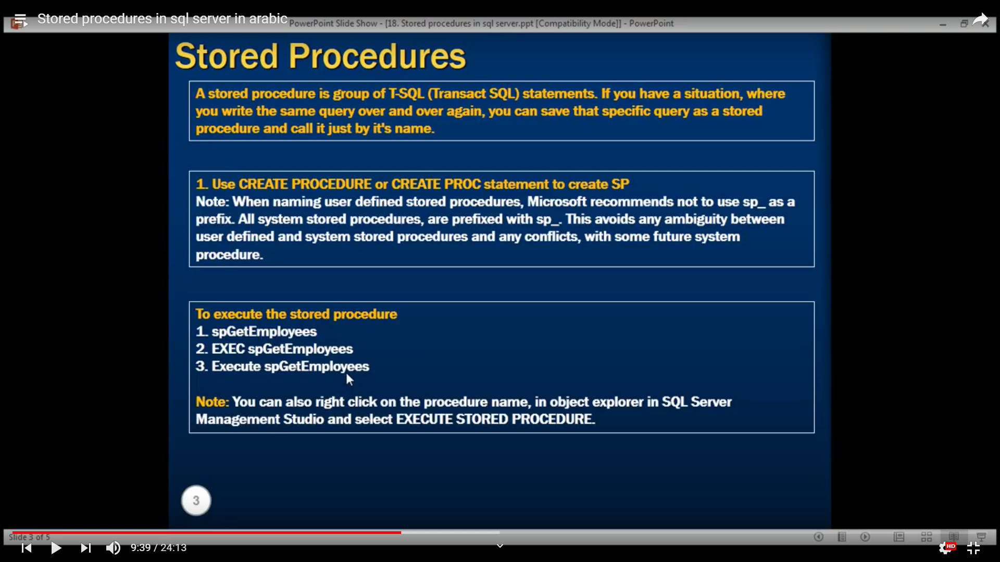 Stored procedures in sql server in arabic
PowerPoint Slide Show - [18. Stored procedures in sql server.ppt [Compatibility Mode]] - PowerPoint
Stored Procedures
A stored procedure is group of T-SQL (Transact SQL) statements. If you have a situation, where
you write the same query over and over again, you can save that specific query as a stored
procedure and call it just by it's name.
1. Use CREATE PROCEDURE or CREATE PROC statement to create SP
Note: When naming user defined stored procedures, Microsoft recommends not to use sp_ as a
prefix. All system stored procedures, are prefixed with sp_. This avoids any ambiguity between
user defined and system stored procedures and any conflicts, with some future system
procedure.
To execute the stored procedure
1. spGetEmployees
2. EXEC spGetEmployees
3. Execute spGetEmployees
Note: You can also right click on the procedure name, in object explorer in SQL Server
Management Studio and select EXECUTE STORED PROCEDURE.
3
Slide 3 of 5
9:39 / 24:13
HD